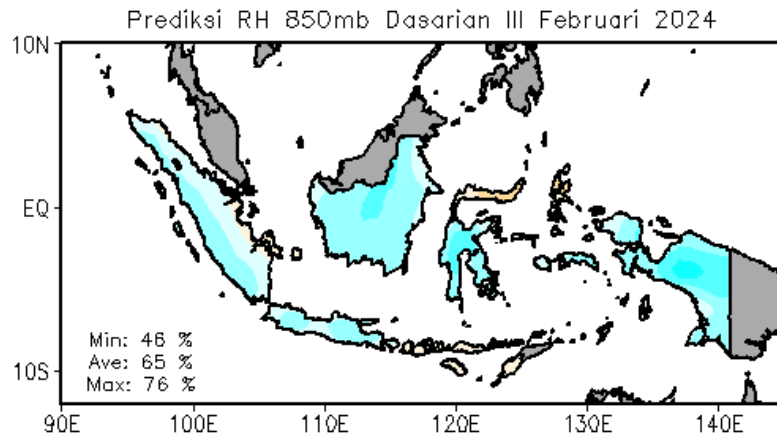 Prediksi RH 850mb Dasarian III Februari 2024
10N
EQ
10S
Min: 46 %
Ave: 65 %
Max: 76 %
90E 100E 110E 120E 130E 140E